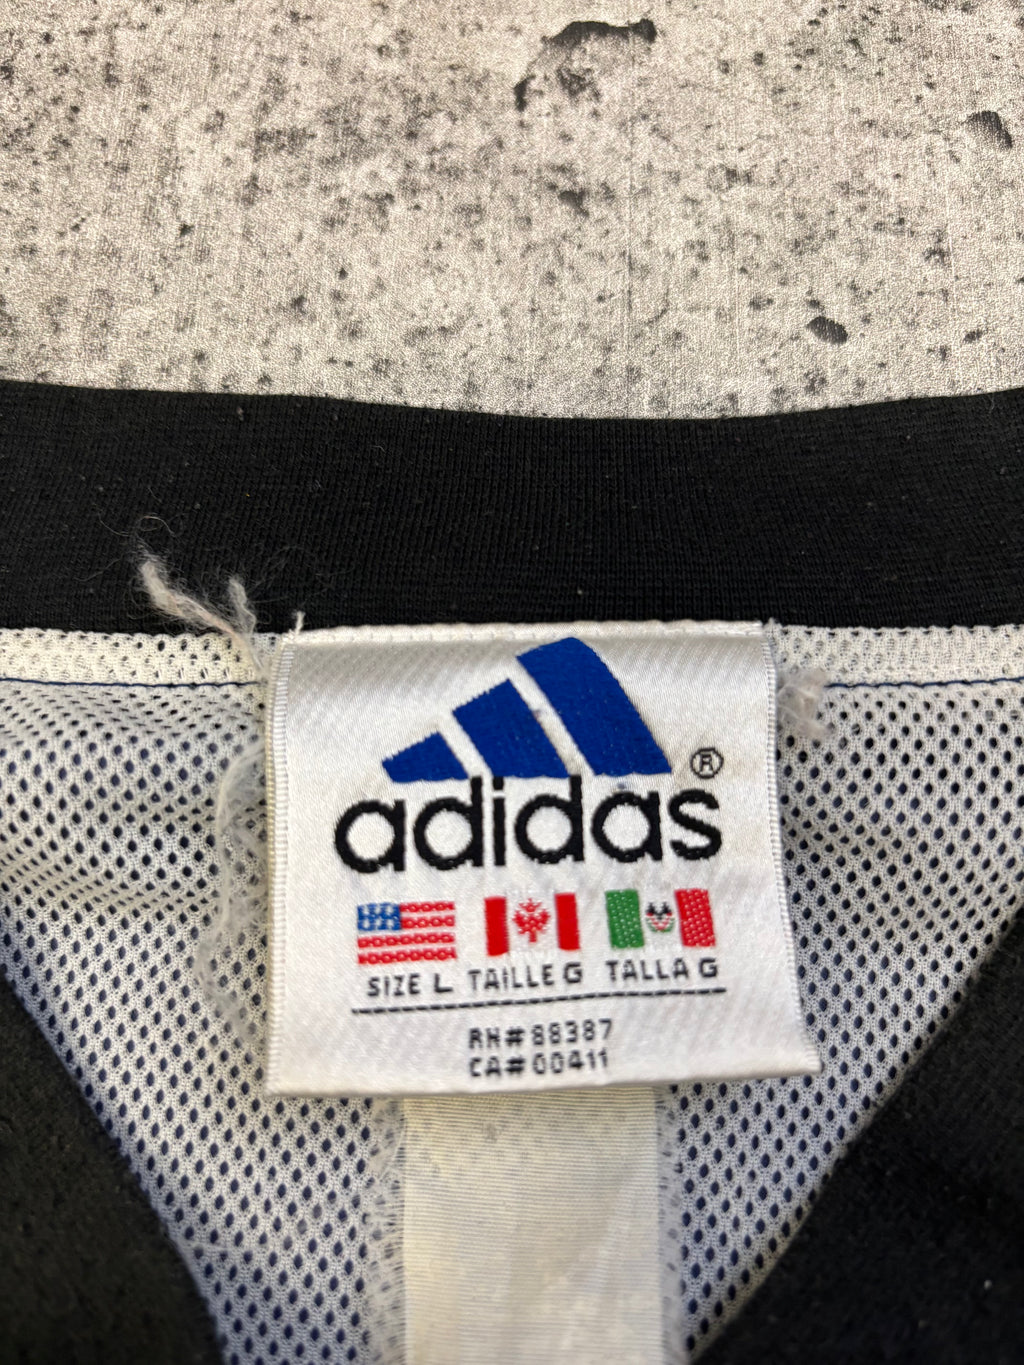 adidas®
SIZE L TAILLE G TALLA G
RN#88387
CA#00411